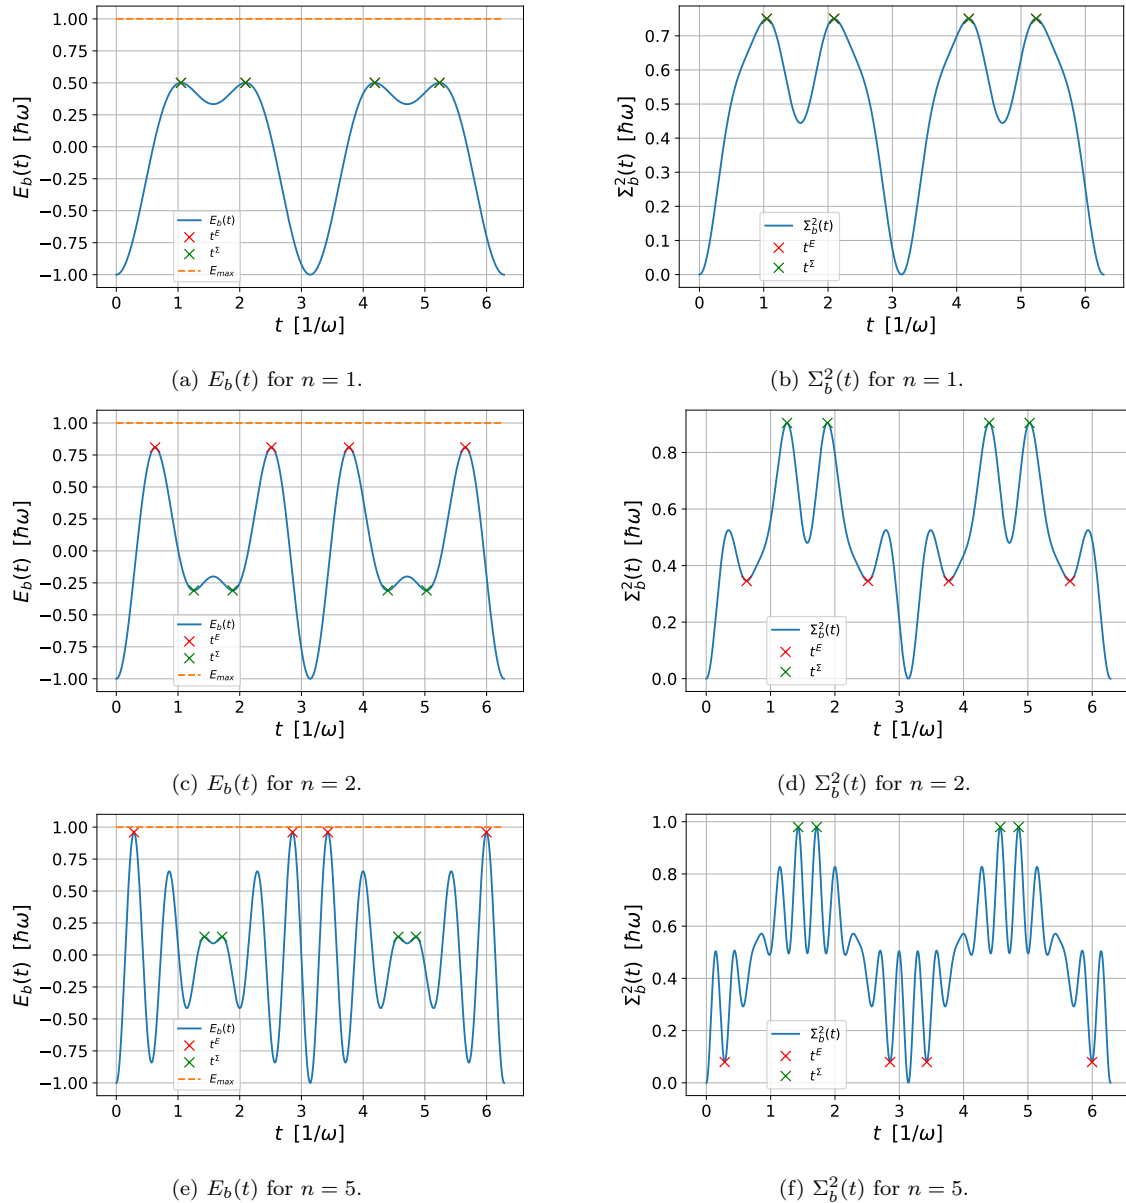 1.00
0.75
0.50
0.25
0.00
−0.25
−0.50
−0.75
−1.00
E_b(t) [ħω]
0 1 2 3 4 5 6
t [1/ω]
E_b(t)
t^E
t^Σ
E_max
(a) E_b(t) for n = 1.
0.7
0.6
0.5
0.4
0.3
0.2
0.1
0.0
Σ_b^2(t) [ħω]
0 1 2 3 4 5 6
t [1/ω]
Σ_b^2(t)
t^E
t^Σ
(b) Σ_b^2(t) for n = 1.
1.00
0.75
0.50
0.25
0.00
−0.25
−0.50
−0.75
−1.00
E_b(t) [ħω]
0 1 2 3 4 5 6
t [1/ω]
E_b(t)
t^E
t^Σ
E_max
(c) E_b(t) for n = 2.
0.8
0.6
0.4
0.2
0.0
Σ_b^2(t) [ħω]
0 1 2 3 4 5 6
t [1/ω]
Σ_b^2(t)
t^E
t^Σ
(d) Σ_b^2(t) for n = 2.
1.00
0.75
0.50
0.25
0.00
−0.25
−0.50
−0.75
−1.00
E_b(t) [ħω]
0 1 2 3 4 5 6
t [1/ω]
E_b(t)
t^E
t^Σ
E_max
(e) E_b(t) for n = 5.
1.0
0.8
0.6
0.4
0.2
0.0
Σ_b^2(t) [ħω]
0 1 2 3 4 5 6
t [1/ω]
Σ_b^2(t)
t^E
t^Σ
(f) Σ_b^2(t) for n = 5.